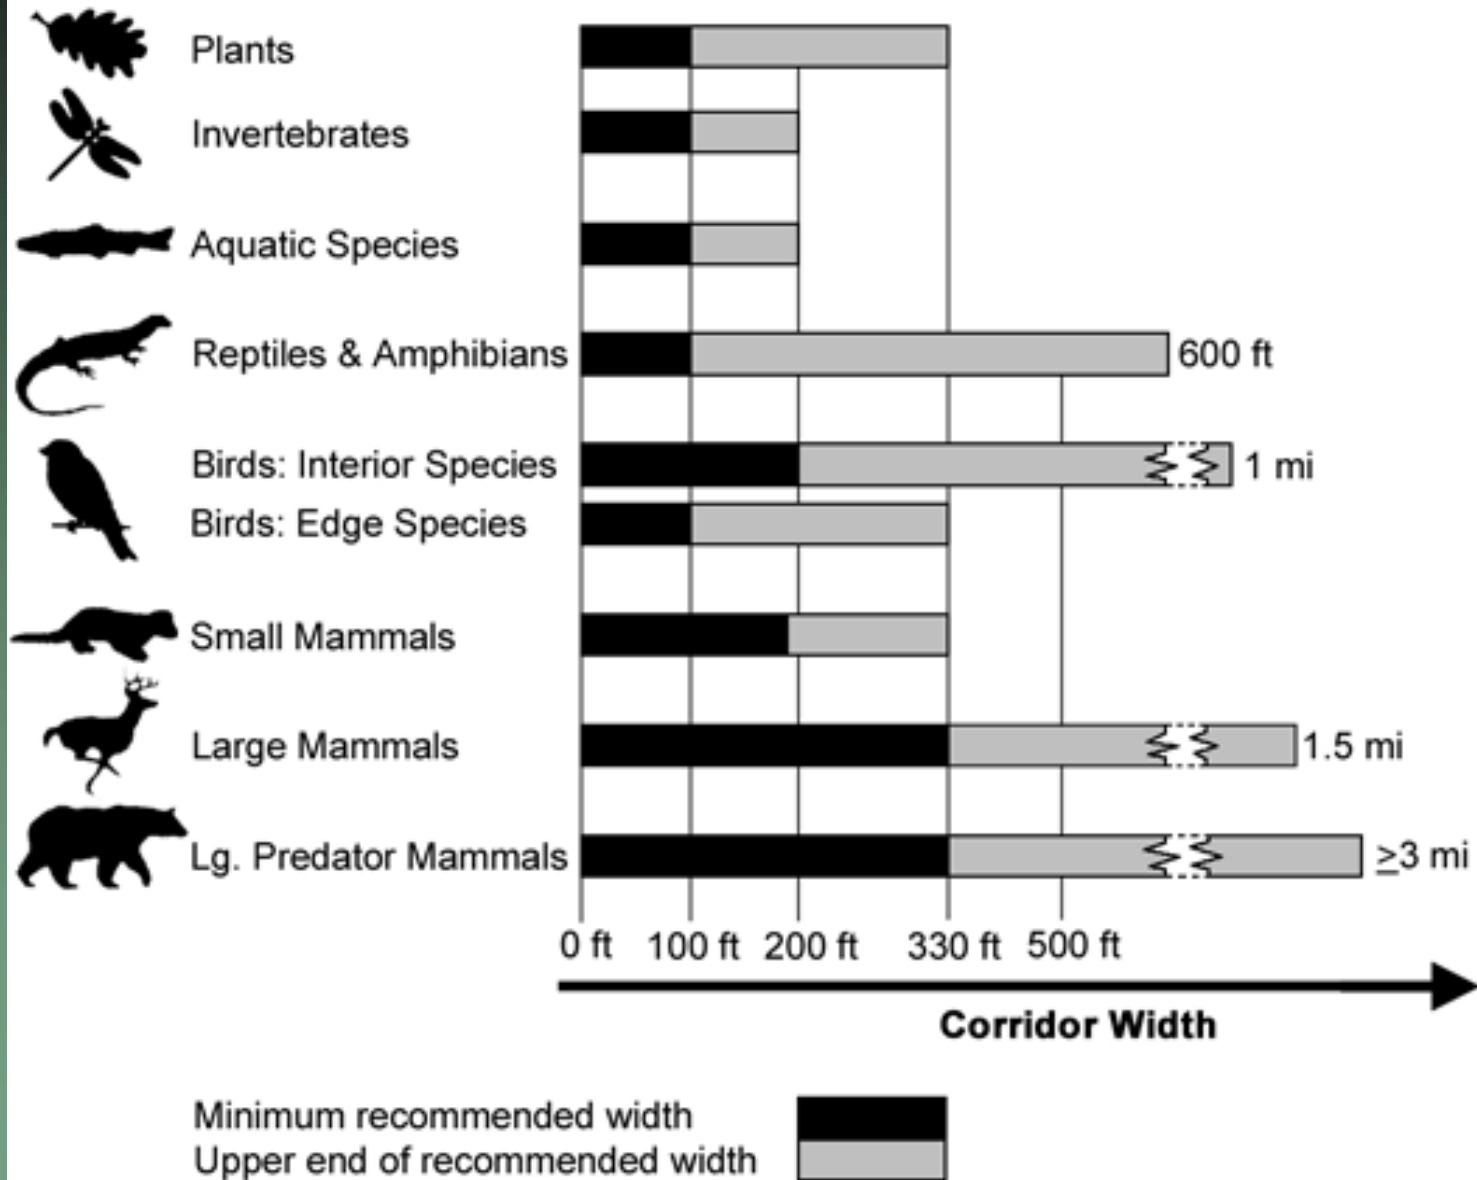 Plants
Invertebrates
Aquatic Species
Reptiles & Amphibians 600 ft
Birds: Interior Species 1 mi
Birds: Edge Species
Small Mammals
Large Mammals 1.5 mi
Lg. Predator Mammals ≥3 mi
0 ft 100 ft 200 ft 330 ft 500 ft
Corridor Width
Minimum recommended width
Upper end of recommended width